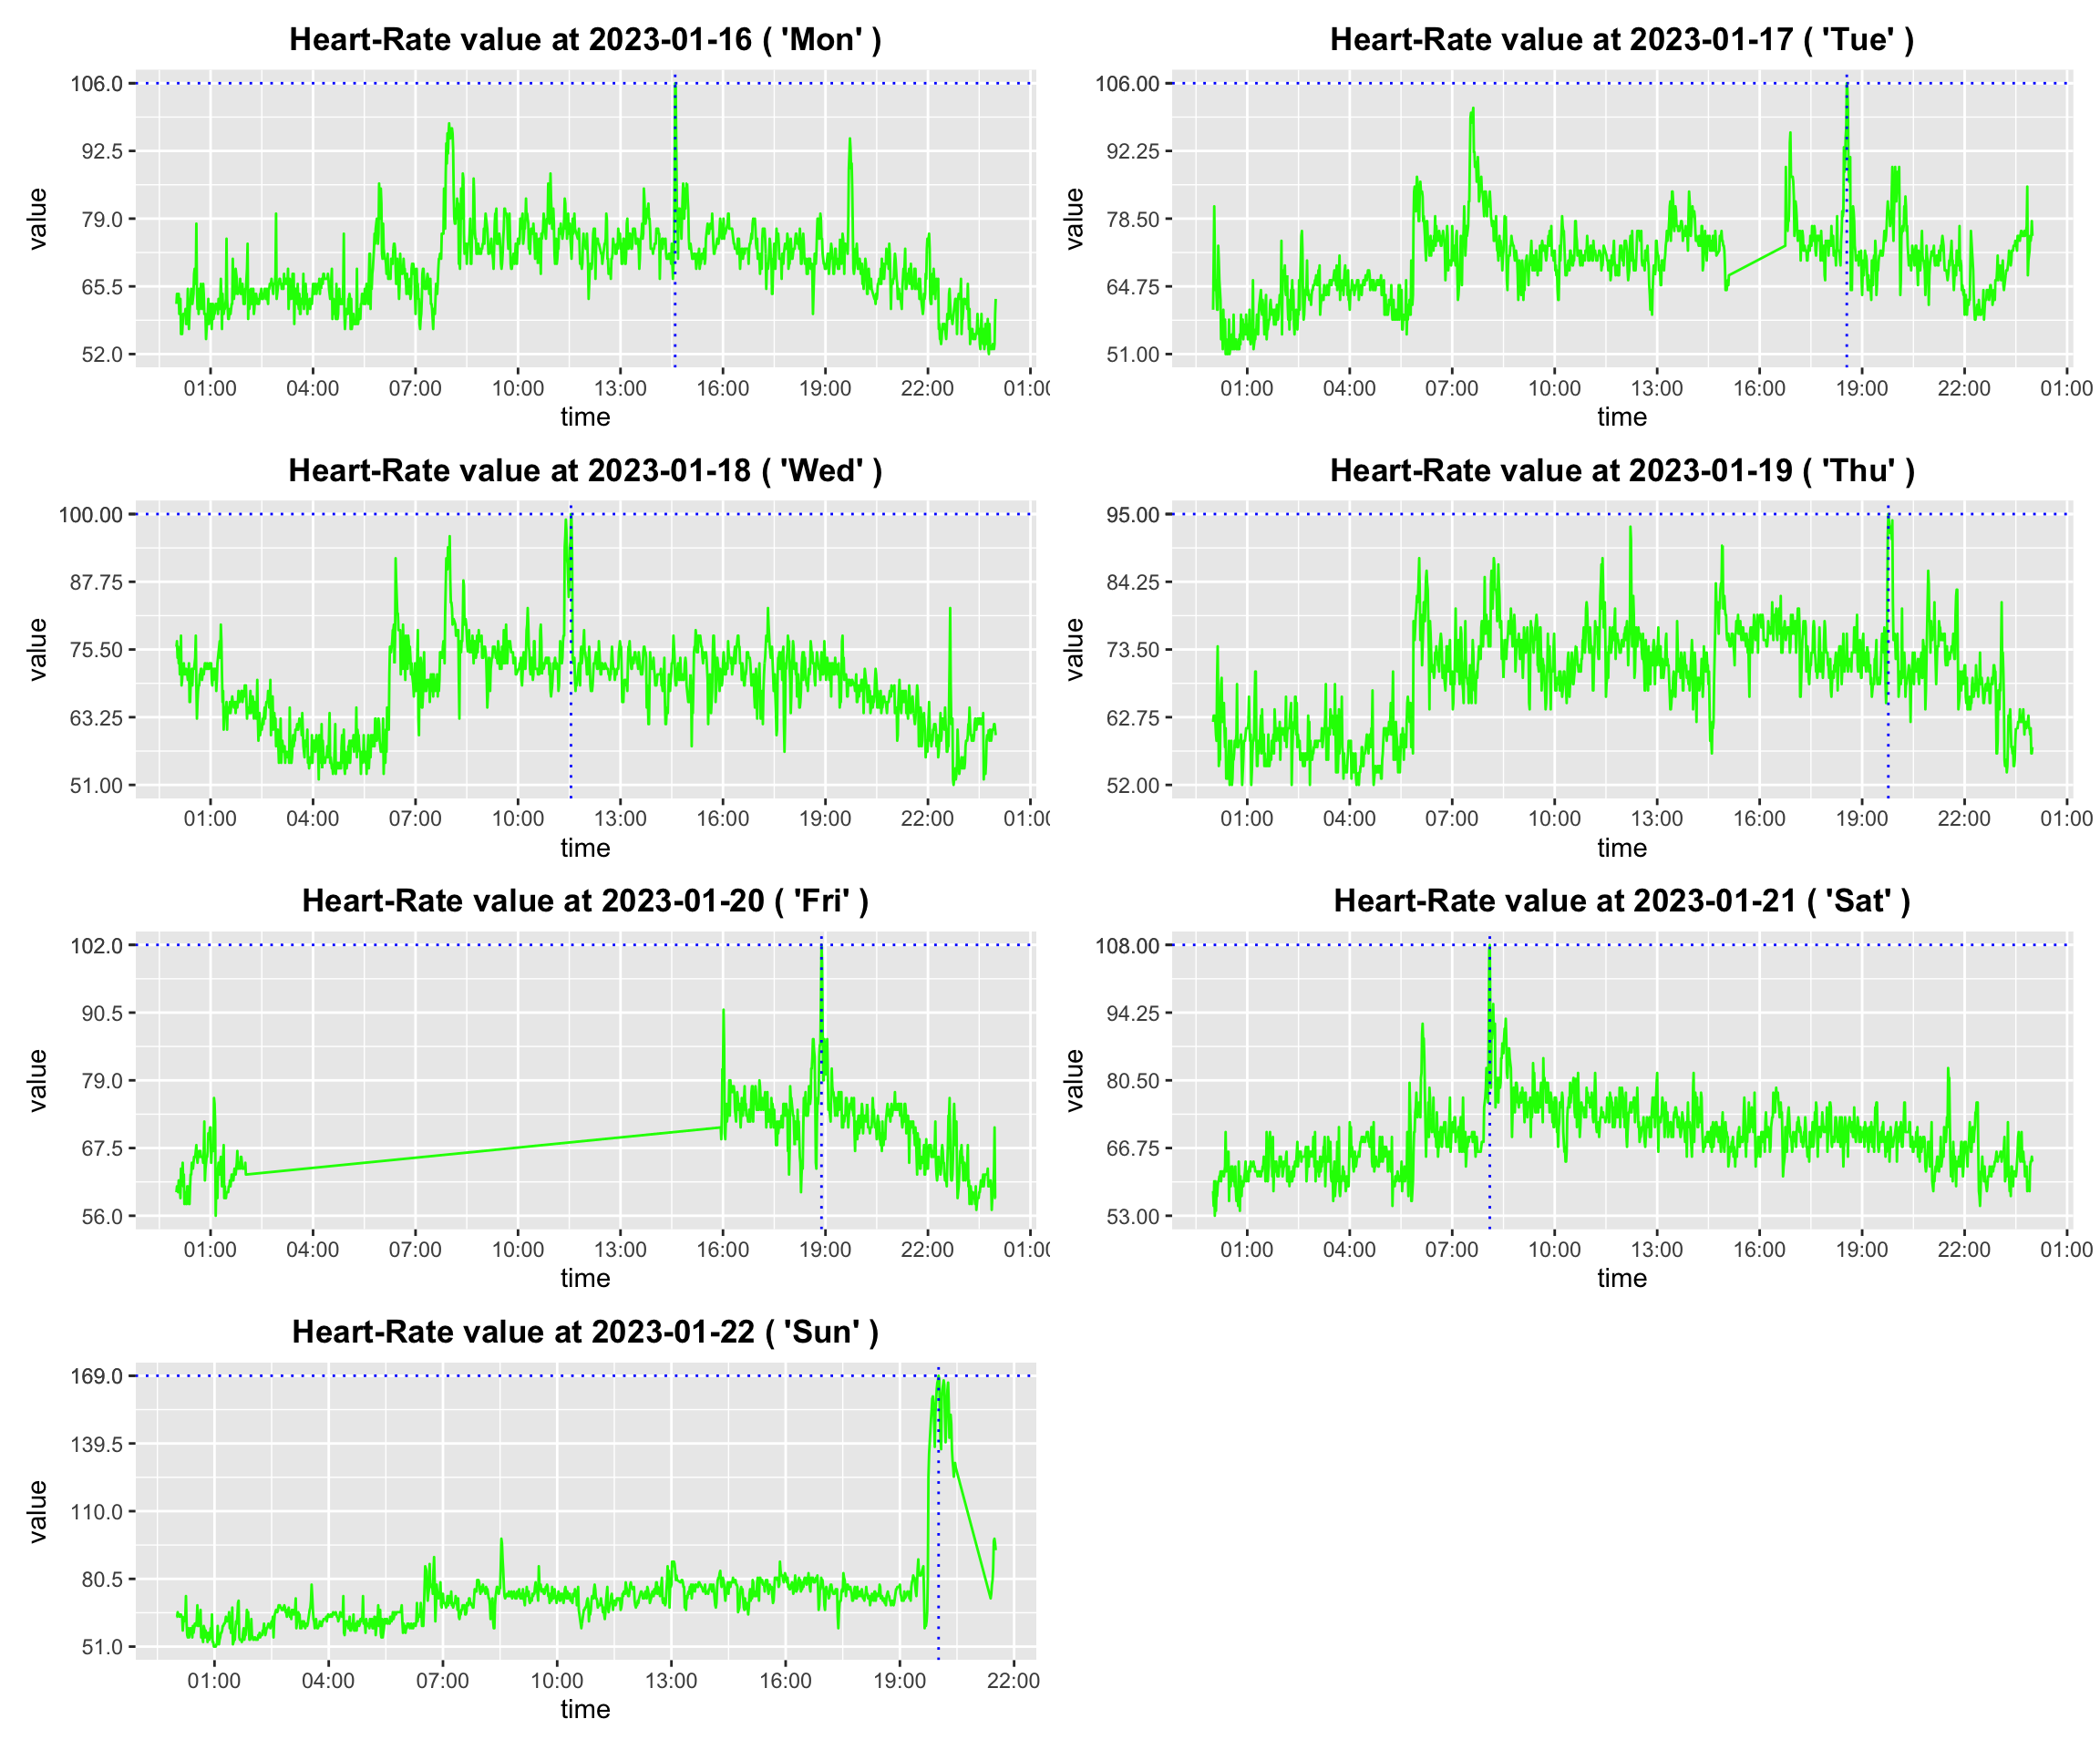 Heart-Rate value at 2023-01-16 ( 'Mon' )
value
106.0
92.5
79.0
65.5
52.0
01:00 04:00 07:00 10:00 13:00 16:00 19:00 22:00 01:00
time
Heart-Rate value at 2023-01-17 ( 'Tue' )
value
106.00
92.25
78.50
64.75
51.00
01:00 04:00 07:00 10:00 13:00 16:00 19:00 22:00 01:00
time
Heart-Rate value at 2023-01-18 ( 'Wed' )
value
100.00
87.75
75.50
63.25
51.00
01:00 04:00 07:00 10:00 13:00 16:00 19:00 22:00 01:00
time
Heart-Rate value at 2023-01-19 ( 'Thu' )
value
95.00
84.25
73.50
62.75
52.00
01:00 04:00 07:00 10:00 13:00 16:00 19:00 22:00 01:00
time
Heart-Rate value at 2023-01-20 ( 'Fri' )
value
102.0
90.5
79.0
67.5
56.0
01:00 04:00 07:00 10:00 13:00 16:00 19:00 22:00 01:00
time
Heart-Rate value at 2023-01-21 ( 'Sat' )
value
108.00
94.25
80.50
66.75
53.00
01:00 04:00 07:00 10:00 13:00 16:00 19:00 22:00 01:00
time
Heart-Rate value at 2023-01-22 ( 'Sun' )
value
169.0
139.5
110.0
80.5
51.0
01:00 04:00 07:00 10:00 13:00 16:00 19:00 22:00
time